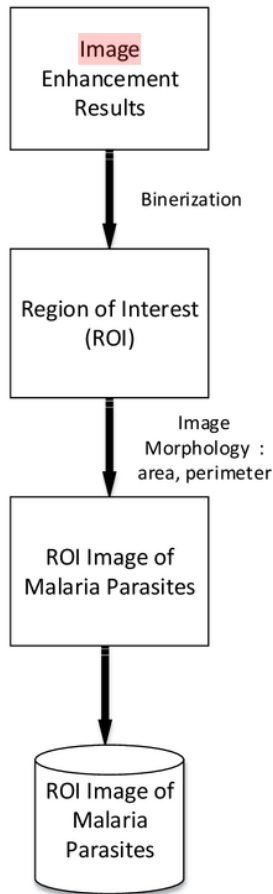 Image
Enhancement
Results
Binerization
Region of Interest
(ROI)
Image
Morphology :
area, perimeter
ROI Image of
Malaria Parasites
ROI Image of
Malaria
Parasites